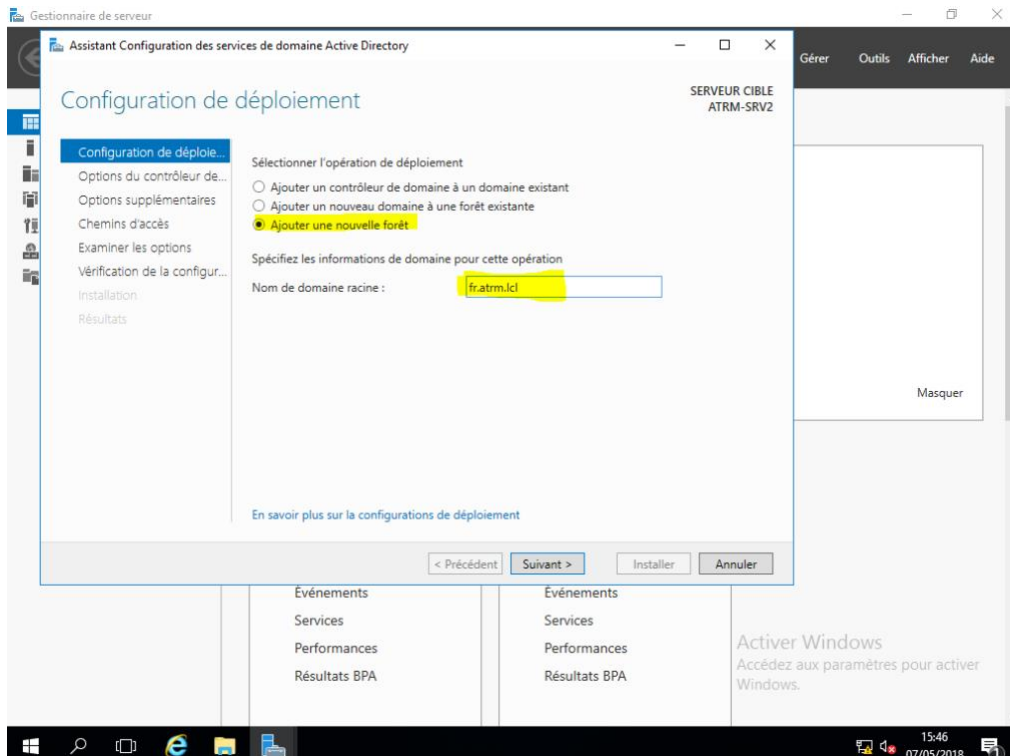 Gestionnaire de serveur
Assistant Configuration des services de domaine Active Directory
Gérer Outils Afficher Aide
Configuration de déploiement
SERVEUR CIBLE
ATRM-SRV2
Configuration de déploie...
Options du contrôleur de...
Options supplémentaires
Chemins d'accès
Examiner les options
Vérification de la configur...
Installation
Résultats
Sélectionner l'opération de déploiement
Ajouter un contrôleur de domaine à un domaine existant
Ajouter un nouveau domaine à une forêt existante
Ajouter une nouvelle forêt
Spécifiez les informations de domaine pour cette opération
Nom de domaine racine : fr.atrm.lcl
En savoir plus sur la configurations de déploiement
Masquer
< Précédent Suivant > Installer Annuler
Événements Événements
Services Services
Performances Performances
Résultats BPA Résultats BPA
Activer Windows
Accédez aux paramètres pour activer
Windows.
15:46
07/05/2018
1